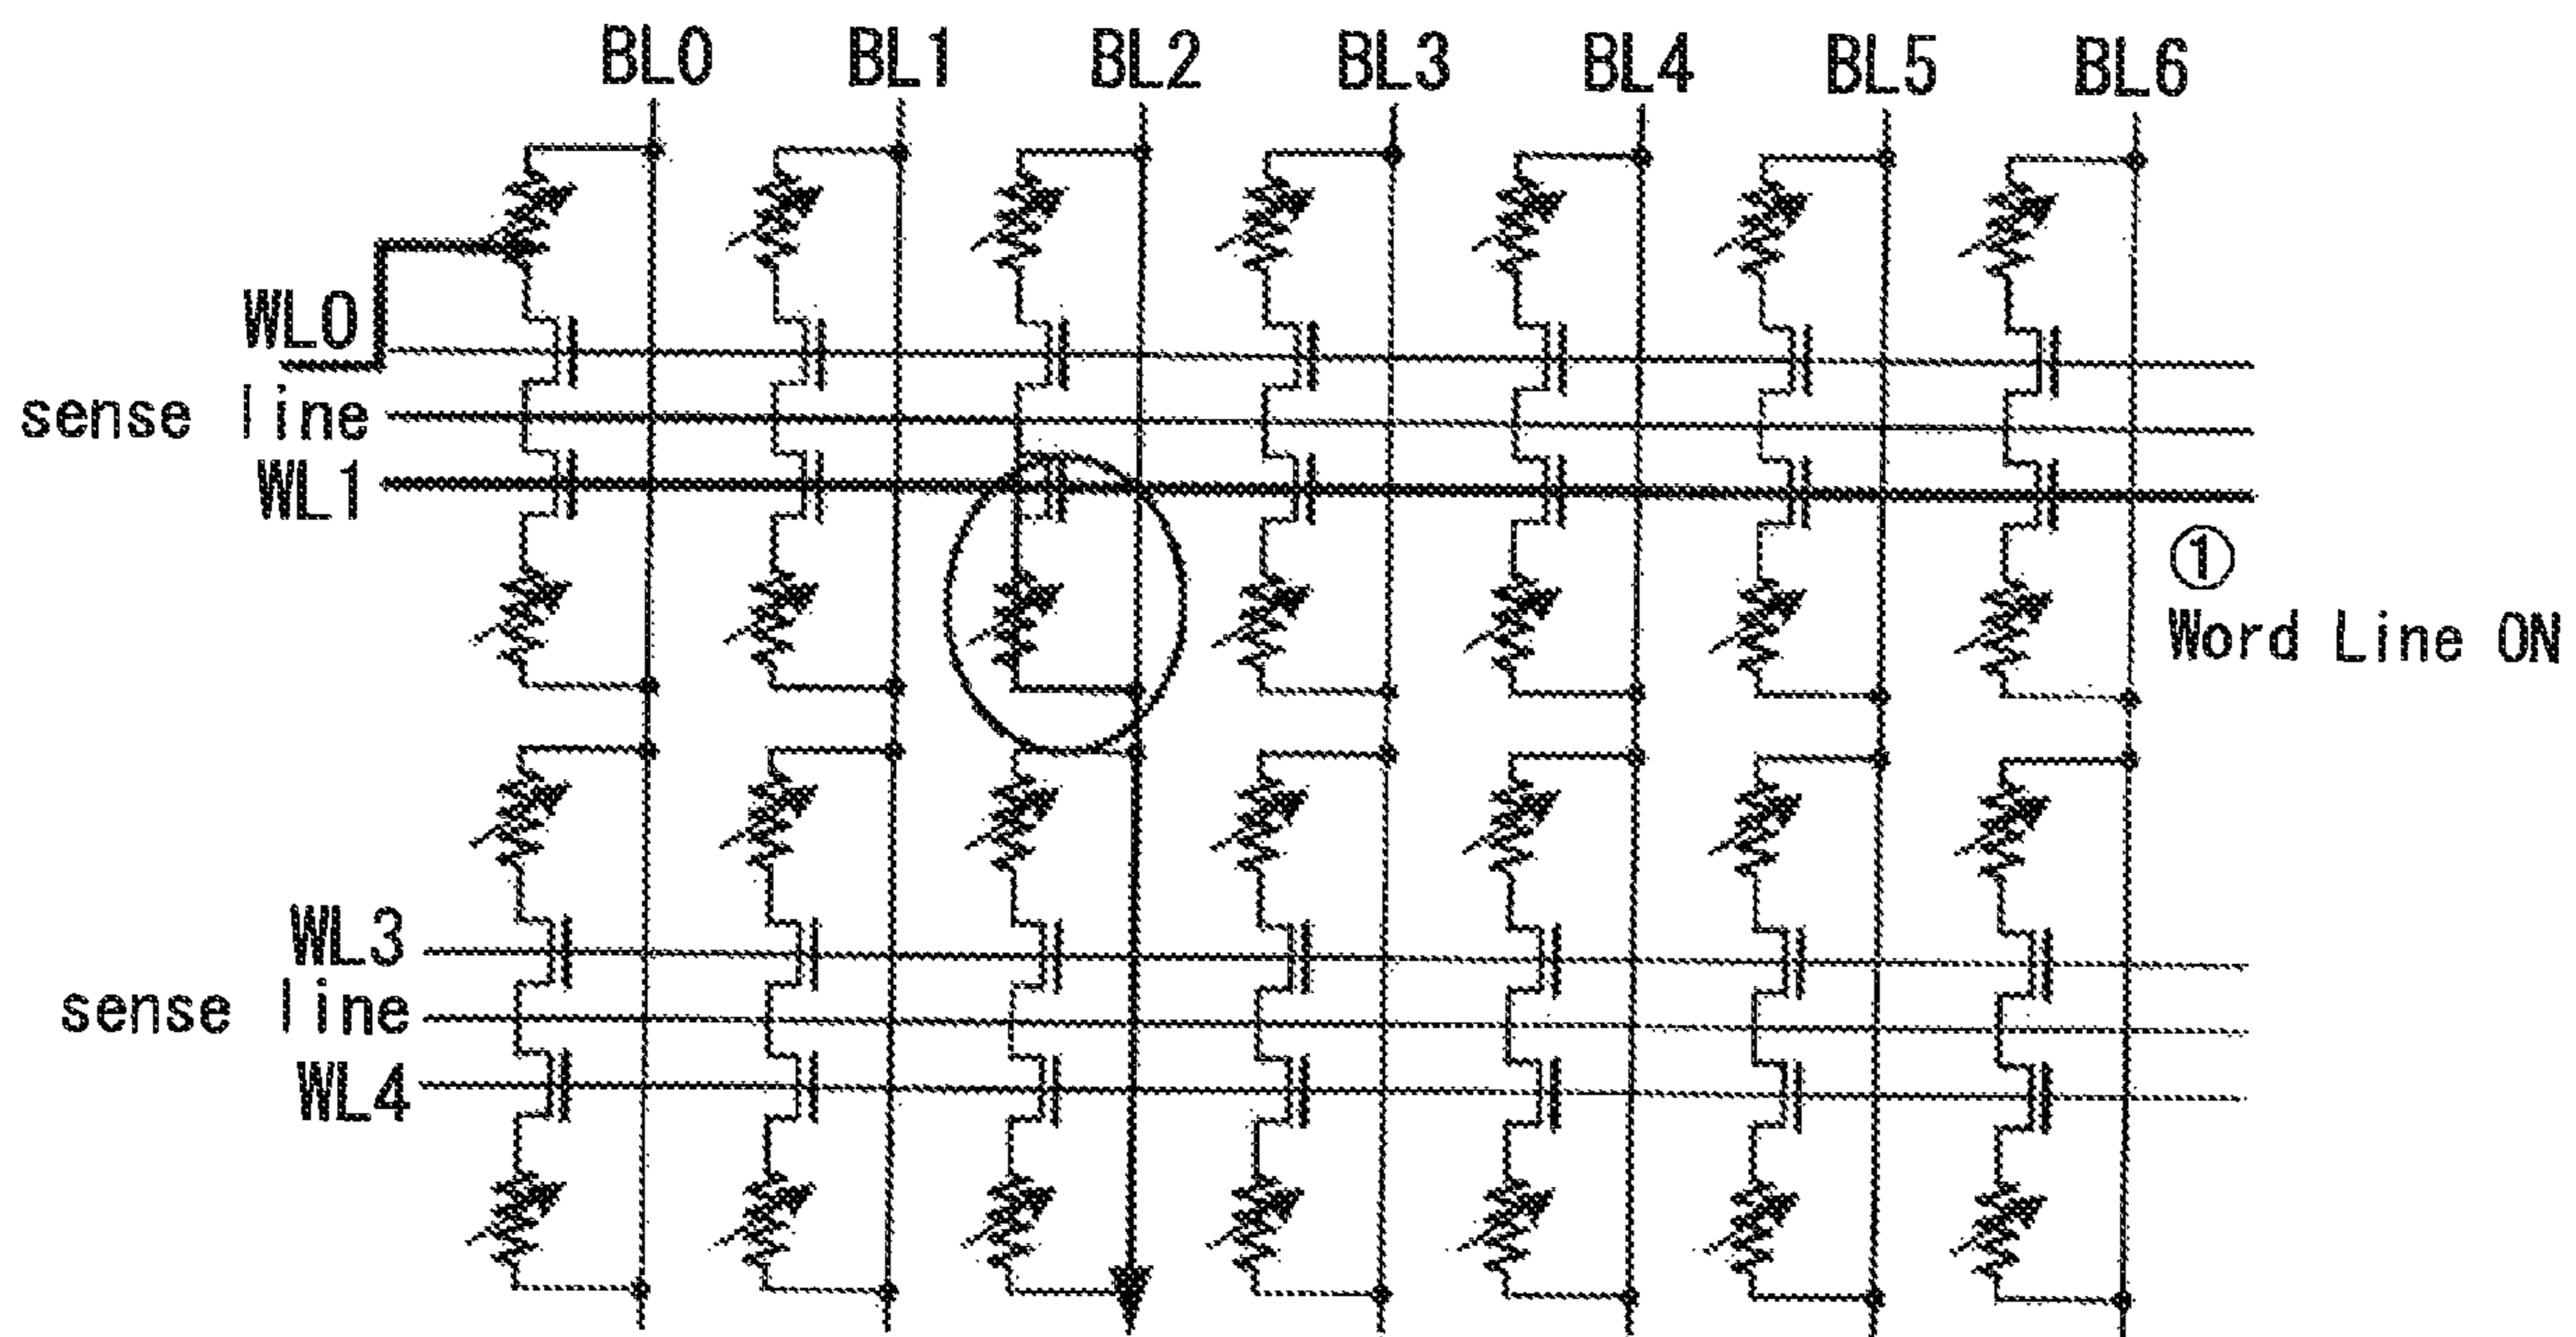 BL0 BL1 BL2 BL3 BL4 BL5 BL6
WL0
sense line
WL1
①
Word Line ON
WL3
sense line
WL4